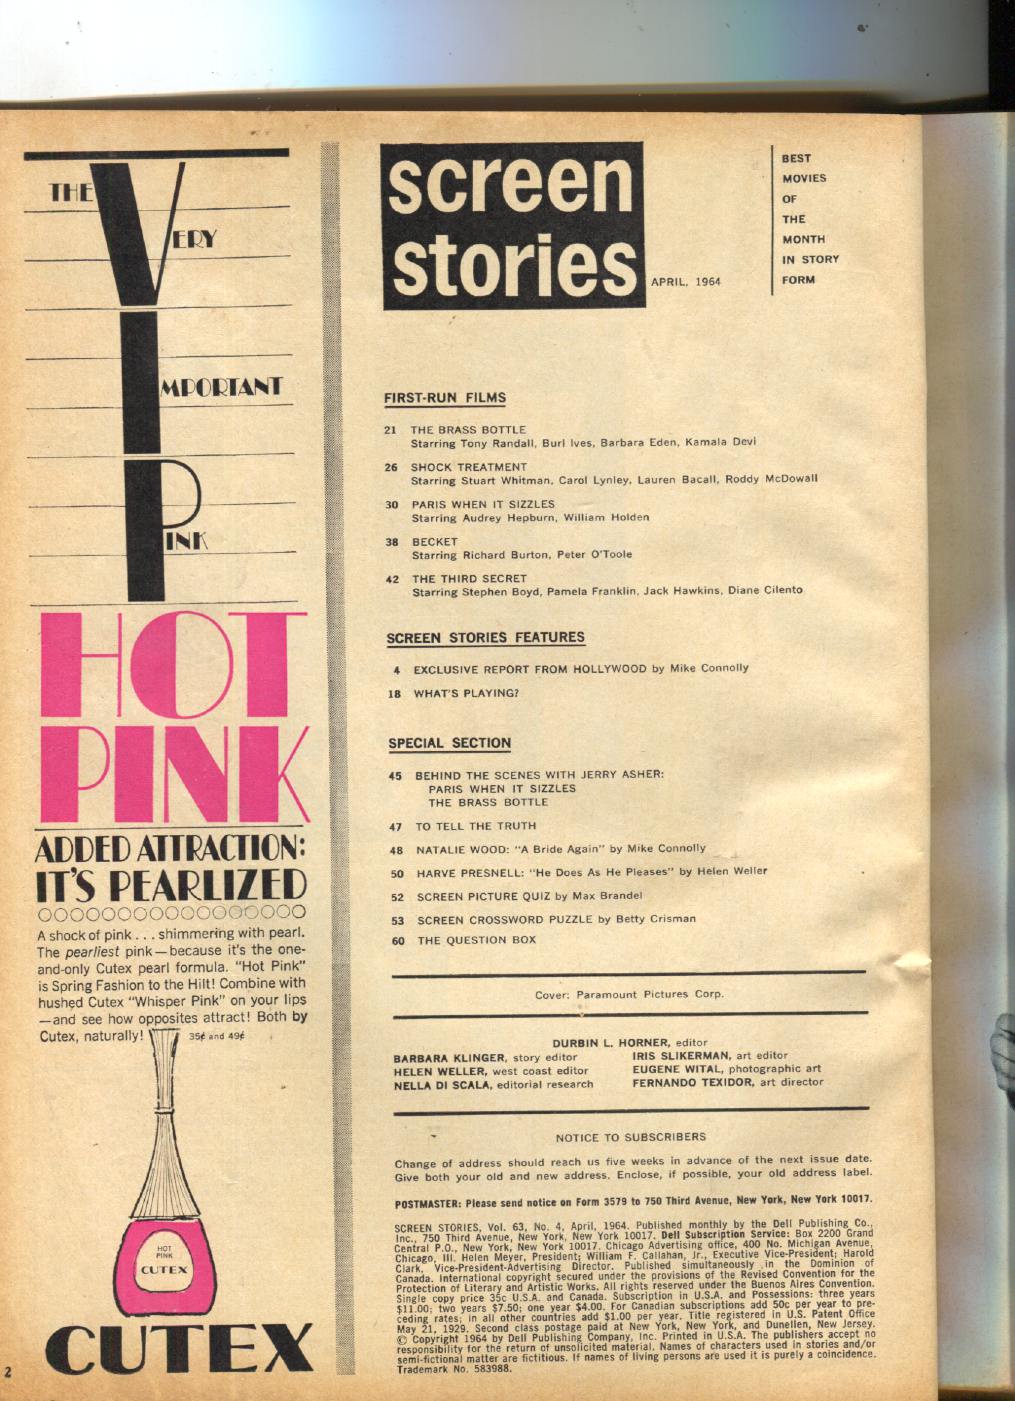 THE
VERY
IMPORTANT
PINK
HOT
PINK
ADDED ATTRACTION:
IT'S PEARLIZED
A shock of pink . . . shimmering with pearl.
The pearliest pink—because it's the one-
and-only Cutex pearl formula. "Hot Pink"
is Spring Fashion to the Hilt! Combine with
hushed Cutex "Whisper Pink" on your lips
—and see how opposites attract! Both by
Cutex, naturally! 35¢ and 49¢
HOT
PINK
CUTEX
CUTEX
2
screen
stories
APRIL, 1964
BEST
MOVIES
OF
THE
MONTH
IN STORY
FORM
FIRST-RUN FILMS
21 THE BRASS BOTTLE
Starring Tony Randall, Burl Ives, Barbara Eden, Kamala Devi
26 SHOCK TREATMENT
Starring Stuart Whitman, Carol Lynley, Lauren Bacall, Roddy McDowall
30 PARIS WHEN IT SIZZLES
Starring Audrey Hepburn, William Holden
38 BECKET
Starring Richard Burton, Peter O'Toole
42 THE THIRD SECRET
Starring Stephen Boyd, Pamela Franklin, Jack Hawkins, Diane Cilento
SCREEN STORIES FEATURES
4 EXCLUSIVE REPORT FROM HOLLYWOOD by Mike Connolly
18 WHAT'S PLAYING?
SPECIAL SECTION
45 BEHIND THE SCENES WITH JERRY ASHER:
PARIS WHEN IT SIZZLES
THE BRASS BOTTLE
47 TO TELL THE TRUTH
48 NATALIE WOOD: "A Bride Again" by Mike Connolly
50 HARVE PRESNELL: "He Does As He Pleases" by Helen Weller
52 SCREEN PICTURE QUIZ by Max Brandel
53 SCREEN CROSSWORD PUZZLE by Betty Crisman
60 THE QUESTION BOX
Cover: Paramount Pictures Corp.
DURBIN L. HORNER, editor
BARBARA KLINGER, story editor
IRIS SLIKERMAN, art editor
HELEN WELLER, west coast editor
EUGENE WITAL, photographic art
NELLA DI SCALA, editorial research
FERNANDO TEXIDOR, art director
NOTICE TO SUBSCRIBERS
Change of address should reach us five weeks in advance of the next issue date.
Give both your old and new address. Enclose, if possible, your old address label.
POSTMASTER: Please send notice on Form 3579 to 750 Third Avenue, New York, New York 10017.
SCREEN STORIES, Vol. 63, No. 4, April, 1964. Published monthly by the Dell Publishing Co.,
Inc., 750 Third Avenue, New York, New York 10017. Dell Subscription Service: Box 2200 Grand
Central P.O., New York, New York 10017. Chicago Advertising office, 400 No. Michigan Avenue,
Chicago, Ill. Helen Meyer, President; William F. Callahan, Jr., Executive Vice-President; Harold
Clark, Vice-President-Advertising Director. Published simultaneously in the Dominion of
Canada. International copyright secured under the provisions of the Revised Convention for the
Protection of Literary and Artistic Works. All rights reserved under the Buenos Aires Convention.
Single copy price 35c U.S.A. and Canada. Subscription in U.S.A. and Possessions: three years
$11.00; two years $7.50; one year $4.00. For Canadian subscriptions add 50c per year to pre-
ceding rates; in all other countries add $1.00 per year. Title registered in U.S. Patent Office
May 21, 1929. Second class postage paid at New York, New York, and Dunellen, New Jersey.
© Copyright 1964 by Dell Publishing Company, Inc. Printed in U.S.A. The publishers accept no
responsibility for the return of unsolicited material. Names of characters used in stories and/or
semi-fictional matter are fictitious. If names of living persons are used it is purely a coincidence.
Trademark No. 583988.